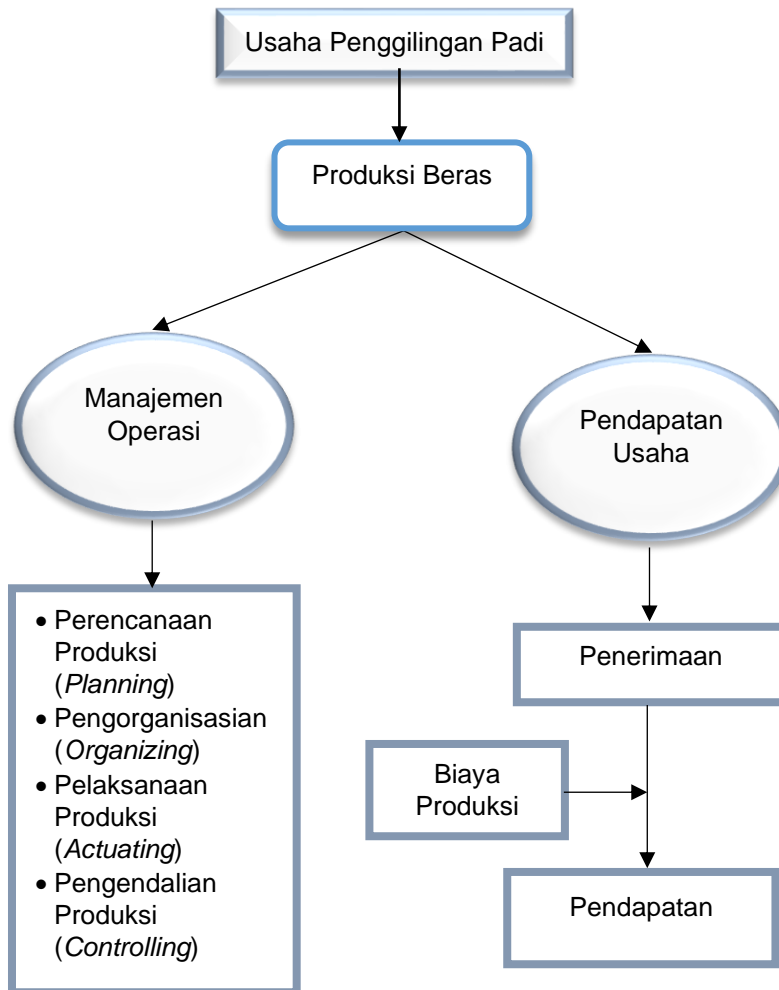 Usaha Penggilingan Padi
Produksi Beras
Manajemen
Operasi
Pendapatan
Usaha
• Perencanaan
Produksi
(Planning)
• Pengorganisasian
(Organizing)
• Pelaksanaan
Produksi
(Actuating)
• Pengendalian
Produksi
(Controlling)
Penerimaan
Biaya
Produksi
Pendapatan